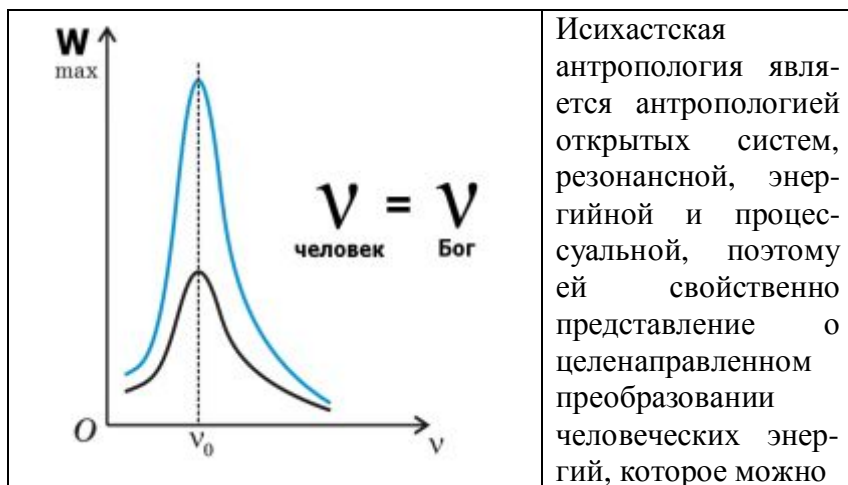 W
max
ν = ν
человек Бог
O
ν₀
ν
Исихастская
антропология явля-
ется антропологией
открытых систем,
резонансной, энер-
гийной и процес-
суальной, поэтому
ей свойственно
представление о
целенаправленном
преобразовании
человеческих энер-
гий, которое можно